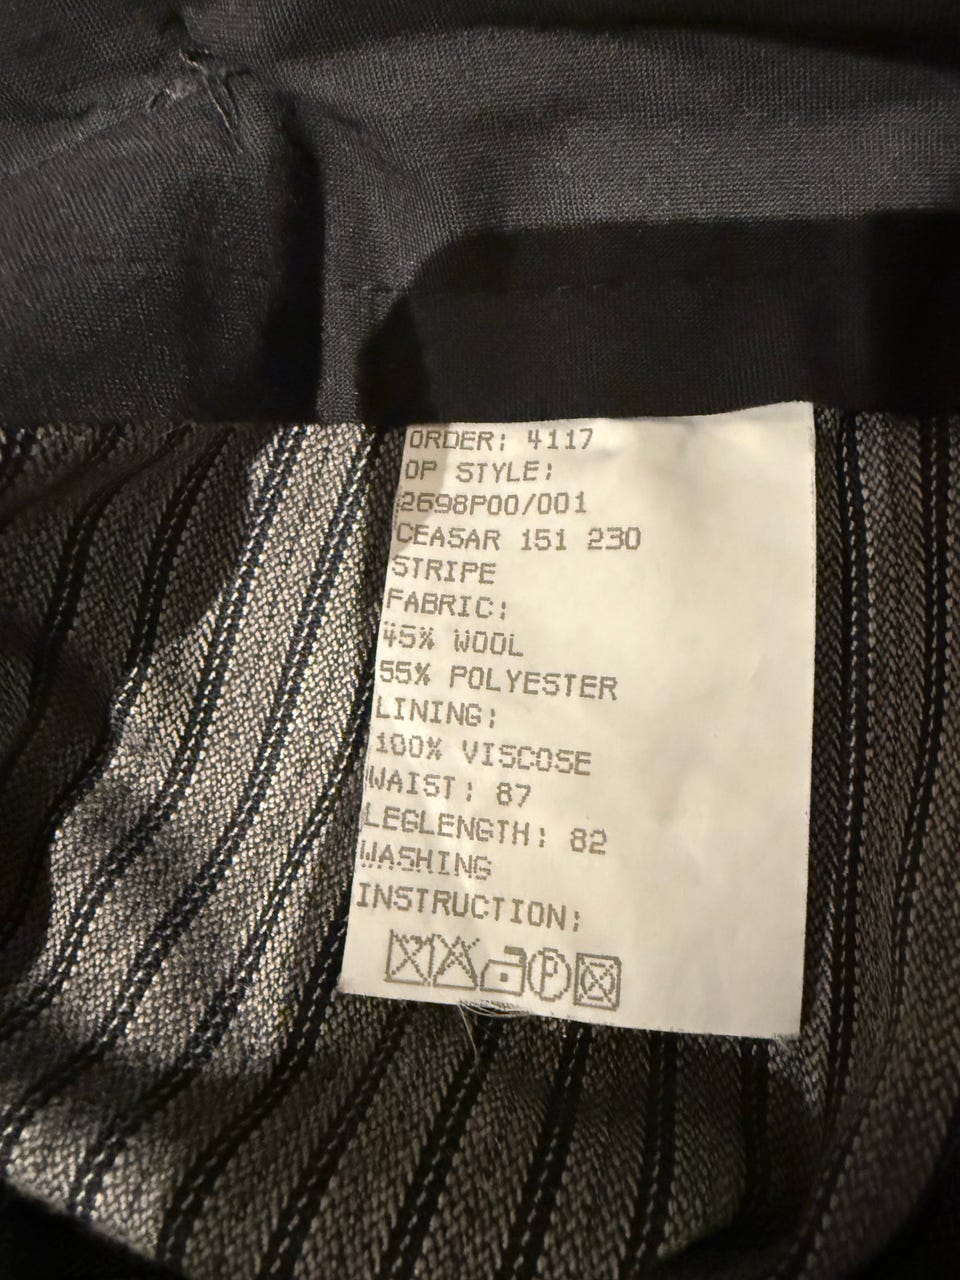 ORDER: 4117
OP STYLE:
2698P00/001
CEASAR 151 230
STRIPE
FABRIC:
45% WOOL
55% POLYESTER
LINING:
100% VISCOSE
WAIST: 87
LEGLENGTH: 82
WASHING
INSTRUCTION:
P